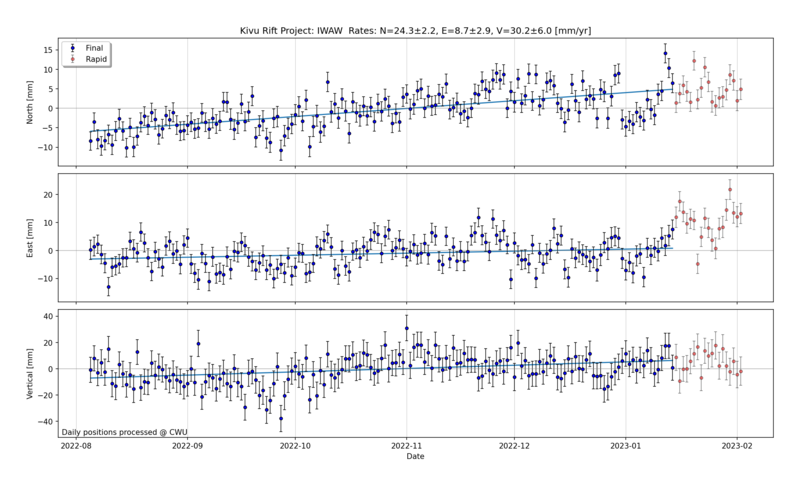 Kivu Rift Project: IWAW Rates: N=24.3±2.2, E=8.7±2.9, V=30.2±6.0 [mm/yr]
Final
Rapid
North [mm]
15
10
5
0
−5
−10
East [mm]
20
10
0
−10
Vertical [mm]
40
20
0
−20
−40
Daily positions processed @ CWU
2022-08 2022-09 2022-10 2022-11 2022-12 2023-01 2023-02
Date